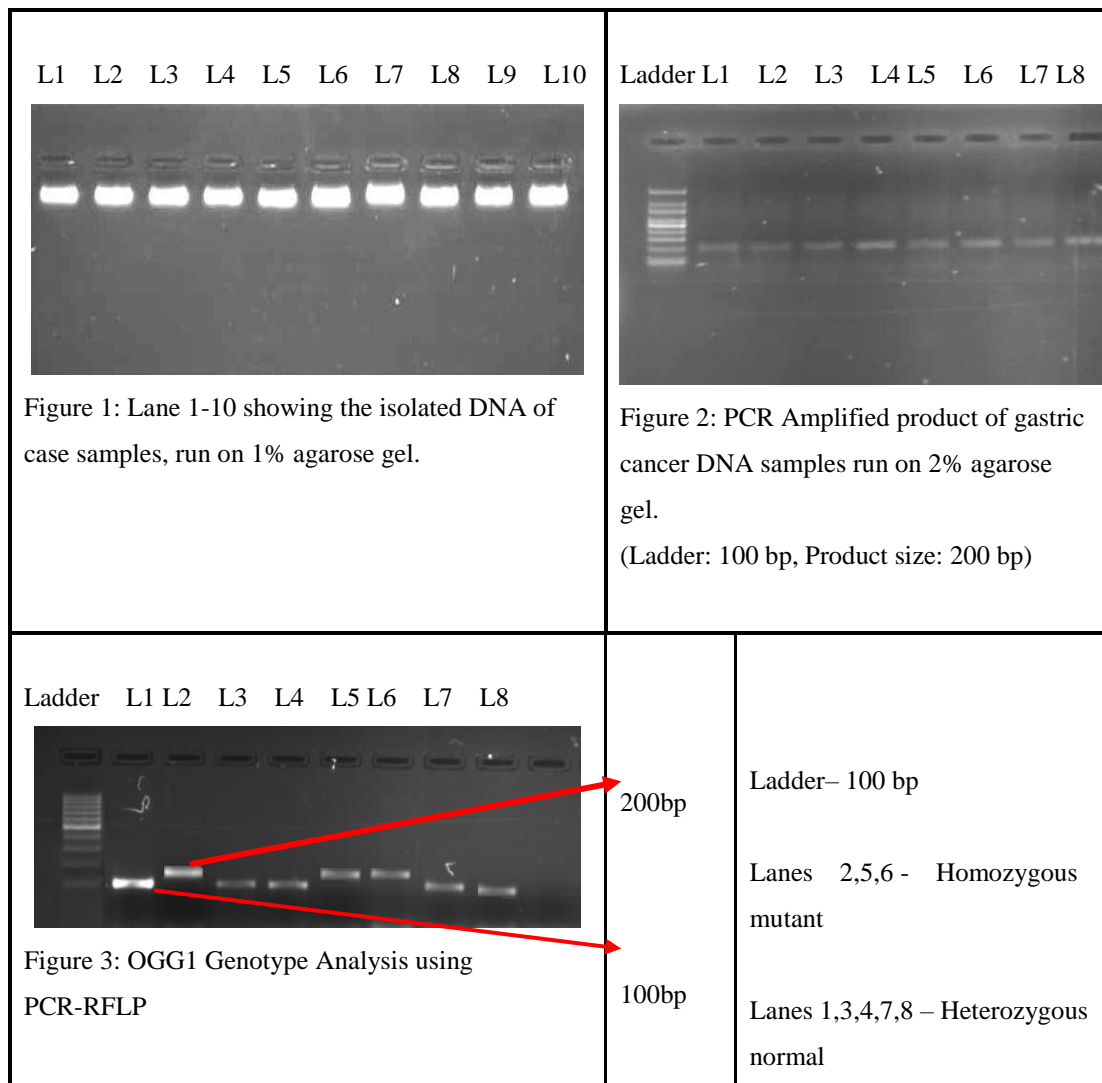 L1 L2 L3 L4 L5 L6 L7 L8 L9 L10
Figure 1: Lane 1-10 showing the isolated DNA of
case samples, run on 1% agarose gel.
Ladder L1 L2 L3 L4 L5 L6 L7 L8
Figure 2: PCR Amplified product of gastric
cancer DNA samples run on 2% agarose
gel.
(Ladder: 100 bp, Product size: 200 bp)
Ladder L1 L2 L3 L4 L5 L6 L7 L8
Figure 3: OGG1 Genotype Analysis using
PCR-RFLP
200bp
100bp
Ladder– 100 bp
Lanes 2,5,6 - Homozygous
mutant
Lanes 1,3,4,7,8 – Heterozygous
normal